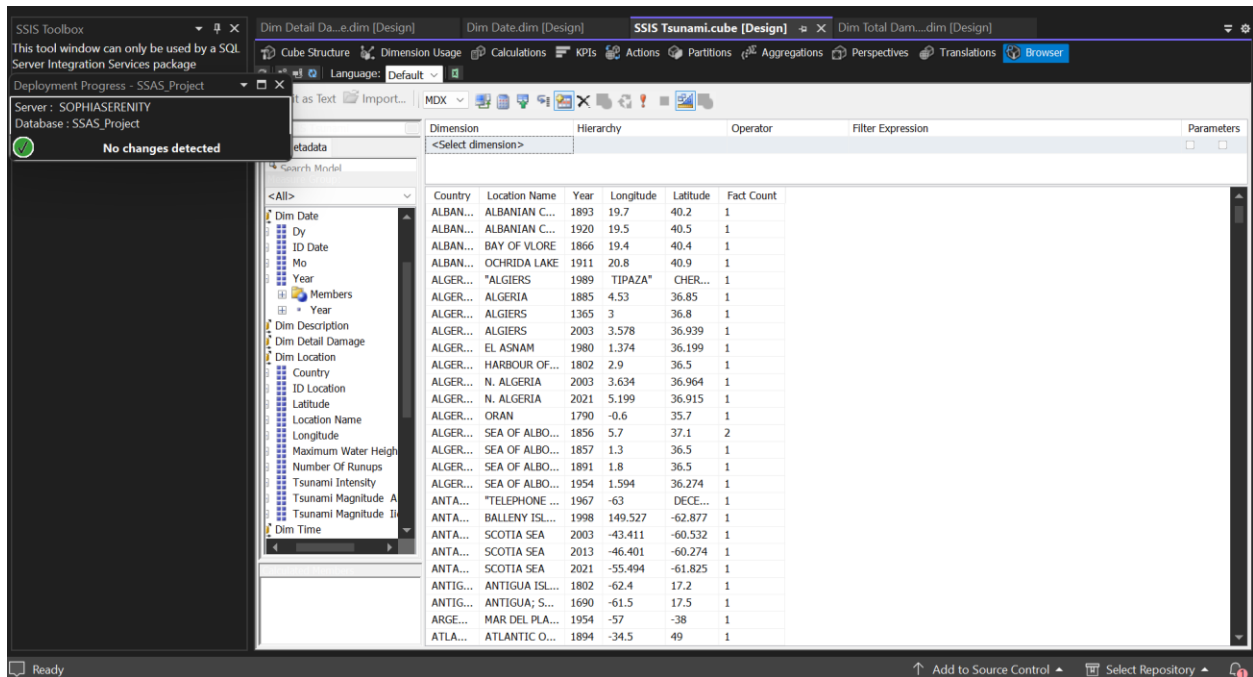 SSIS Toolbox
This tool window can only be used by a SQL
Server Integration Services package
Deployment Progress - SSAS_Project
Server : SOPHIASERENITY
Database : SSAS_Project
No changes detected
Dim Detail Da...e.dim [Design] Dim Date.dim [Design] SSIS Tsunami.cube [Design] Dim Total Dam....dim [Design]
Cube Structure Dimension Usage Calculations KPIs Actions Partitions Aggregations Perspectives Translations Browser
Language: Default
it as Text Import... MDX
etadata
Search Model
<All>
Dim Date
Dy
ID Date
Mo
Year
Members
Year
Dim Description
Dim Detail Damage
Dim Location
Country
ID Location
Latitude
Location Name
Longitude
Maximum Water Heigh
Number Of Runups
Tsunami Intensity
Tsunami Magnitude A
Tsunami Magnitude Ii
Dim Time
Dimension Hierarchy Operator Filter Expression Parameters
<Select dimension>
Country Location Name Year Longitude Latitude Fact Count
ALBAN... ALBANIAN C... 1893 19.7 40.2 1
ALBAN... ALBANIAN C... 1920 19.5 40.5 1
ALBAN... BAY OF VLORE 1866 19.4 40.4 1
ALBAN... OCHRIDA LAKE 1911 20.8 40.9 1
ALGER... "ALGIERS 1989 TIPAZA" CHER... 1
ALGER... ALGERIA 1885 4.53 36.85 1
ALGER... ALGIERS 1365 3 36.8 1
ALGER... ALGIERS 2003 3.578 36.939 1
ALGER... EL ASNAM 1980 1.374 36.199 1
ALGER... HARBOUR OF... 1802 2.9 36.5 1
ALGER... N. ALGERIA 2003 3.634 36.964 1
ALGER... N. ALGERIA 2021 5.199 36.915 1
ALGER... ORAN 1790 -0.6 35.7 1
ALGER... SEA OF ALBO... 1856 5.7 37.1 2
ALGER... SEA OF ALBO... 1857 1.3 36.5 1
ALGER... SEA OF ALBO... 1891 1.8 36.5 1
ALGER... SEA OF ALBO... 1954 1.594 36.274 1
ANTA... "TELEPHONE ... 1967 -63 DECE... 1
ANTA... BALLENY ISL... 1998 149.527 -62.877 1
ANTA... SCOTIA SEA 2003 -43.411 -60.532 1
ANTA... SCOTIA SEA 2013 -46.401 -60.274 1
ANTA... SCOTIA SEA 2021 -55.494 -61.825 1
ANTIG... ANTIGUA ISL... 1802 -62.4 17.2 1
ANTIG... ANTIGUA; S... 1690 -61.5 17.5 1
ARGE... MAR DEL PLA... 1954 -57 -38 1
ATLA... ATLANTIC O... 1894 -34.5 49 1
Ready Add to Source Control Select Repository 1